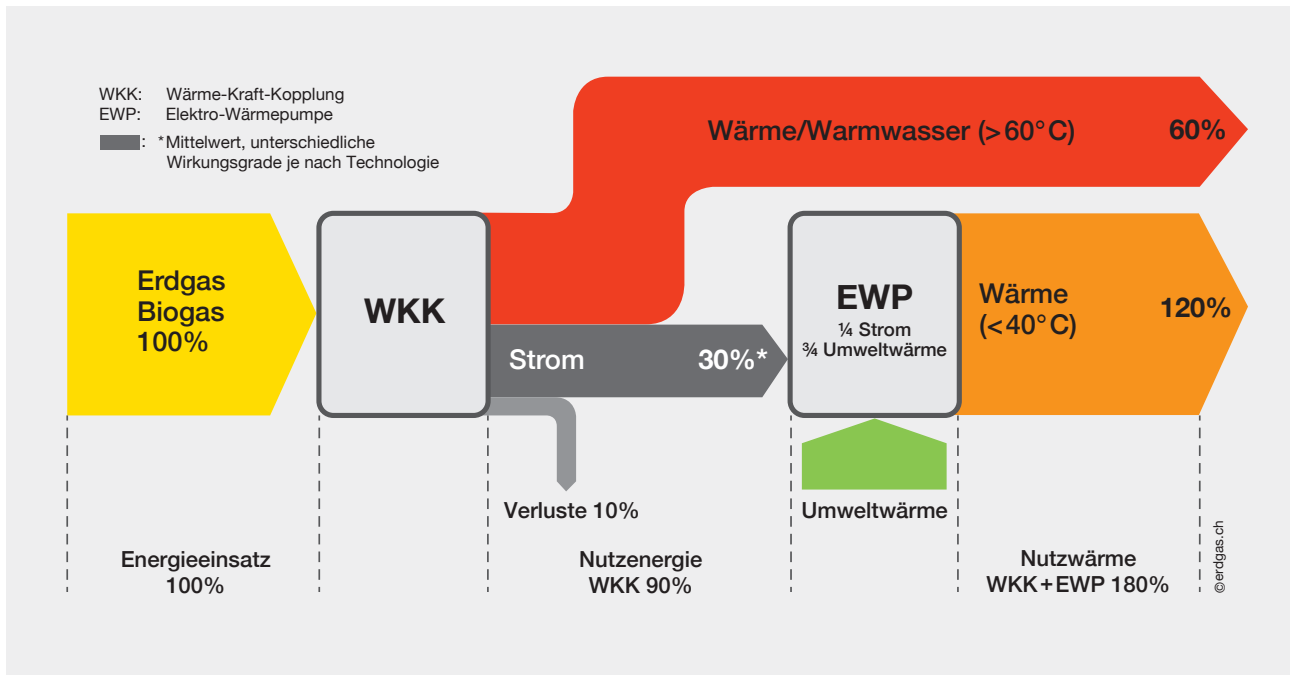 WKK: Wärme-Kraft-Kopplung
EWP: Elektro-Wärmepumpe
: *Mittelwert, unterschiedliche
Wirkungsgrade je nach Technologie
Wärme/Warmwasser (>60°C) 60%
Erdgas
Biogas
100%
WKK
Strom 30%*
EWP
¼ Strom
¾ Umweltwärme
Wärme
(<40°C)
120%
Verluste 10%
Umweltwärme
Energieeinsatz
100%
Nutzenergie
WKK 90%
Nutzwärme
WKK+EWP 180%
©erdgas.ch